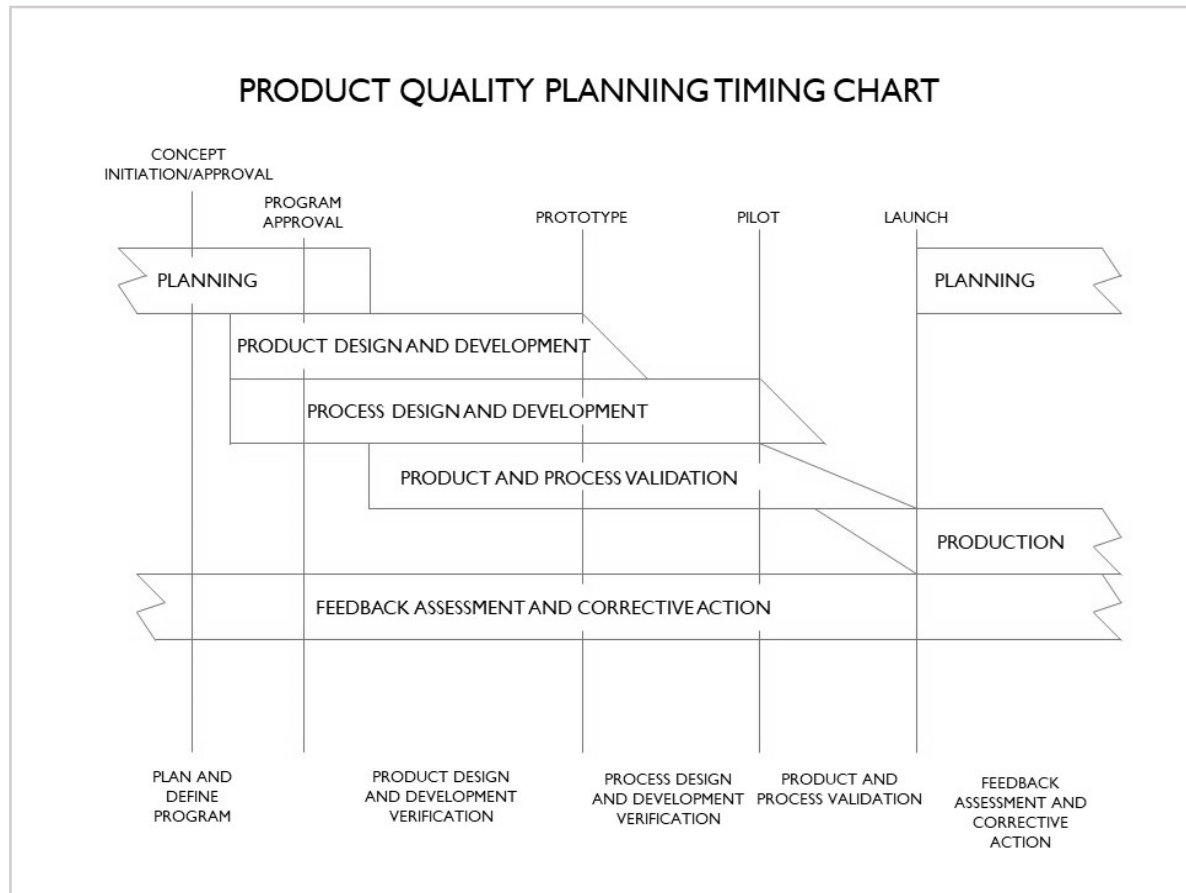 PRODUCT QUALITY PLANNING TIMING CHART
CONCEPT
INITIATION/APPROVAL
PROGRAM
APPROVAL
PROTOTYPE
PILOT
LAUNCH
PLANNING
PLANNING
PRODUCT DESIGN AND DEVELOPMENT
PROCESS DESIGN AND DEVELOPMENT
PRODUCT AND PROCESS VALIDATION
PRODUCTION
FEEDBACK ASSESSMENT AND CORRECTIVE ACTION
PLAN AND
DEFINE
PROGRAM
PRODUCT DESIGN
AND DEVELOPMENT
VERIFICATION
PROCESS DESIGN
AND DEVELOPMENT
VERIFICATION
PRODUCT AND
PROCESS VALIDATION
FEEDBACK
ASSESSMENT AND
CORRECTIVE
ACTION